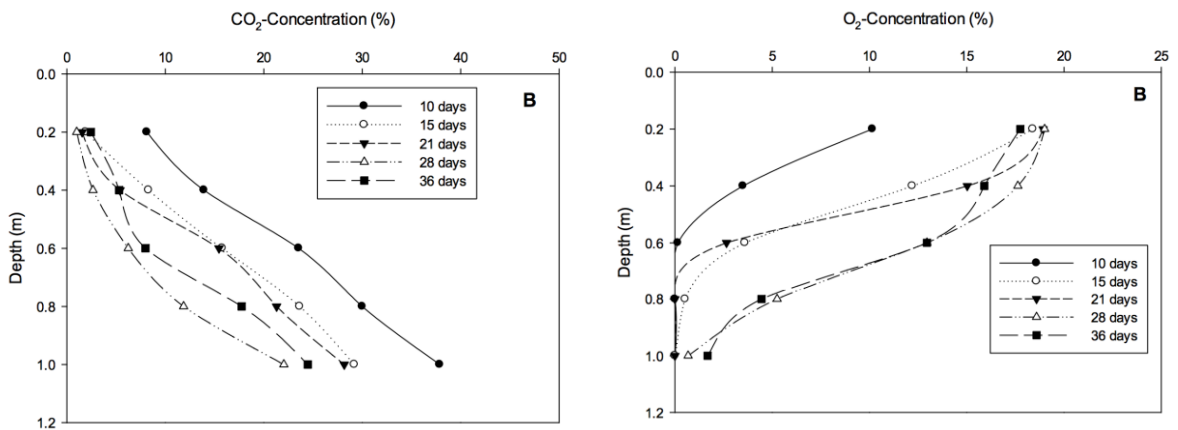 CO₂-Concentration (%)
0 10 20 30 40 50
0.0
0.2
0.4
0.6
0.8
1.0
1.2
Depth (m)
B
10 days
15 days
21 days
28 days
36 days
O₂-Concentration (%)
0 5 10 15 20 25
0.0
0.2
0.4
0.6
0.8
1.0
1.2
Depth (m)
B
10 days
15 days
21 days
28 days
36 days